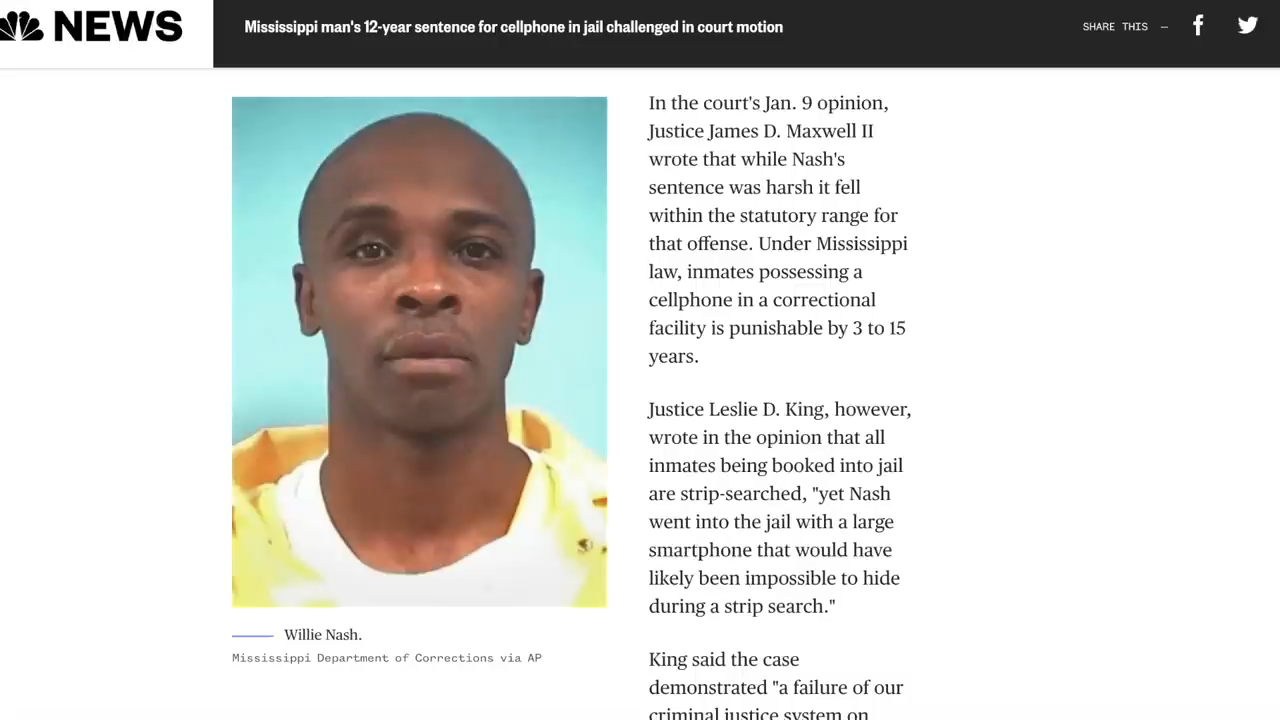 NEWS
Mississippi man's 12-year sentence for cellphone in jail challenged in court motion
SHARE THIS —
In the court's Jan. 9 opinion,
Justice James D. Maxwell II
wrote that while Nash's
sentence was harsh it fell
within the statutory range for
that offense. Under Mississippi
law, inmates possessing a
cellphone in a correctional
facility is punishable by 3 to 15
years.
Justice Leslie D. King, however,
wrote in the opinion that all
inmates being booked into jail
are strip-searched, "yet Nash
went into the jail with a large
smartphone that would have
likely been impossible to hide
during a strip search."
King said the case
demonstrated "a failure of our
criminal justice system on
Willie Nash.
Mississippi Department of Corrections via AP